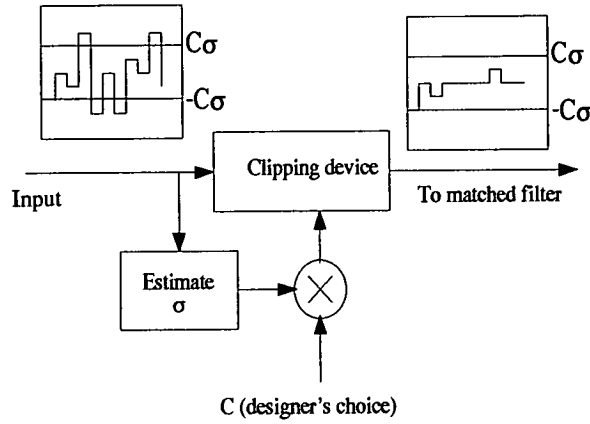 Cσ
-Cσ
Cσ
-Cσ
Clipping device
Input
To matched filter
Estimate
σ
C (designer's choice)